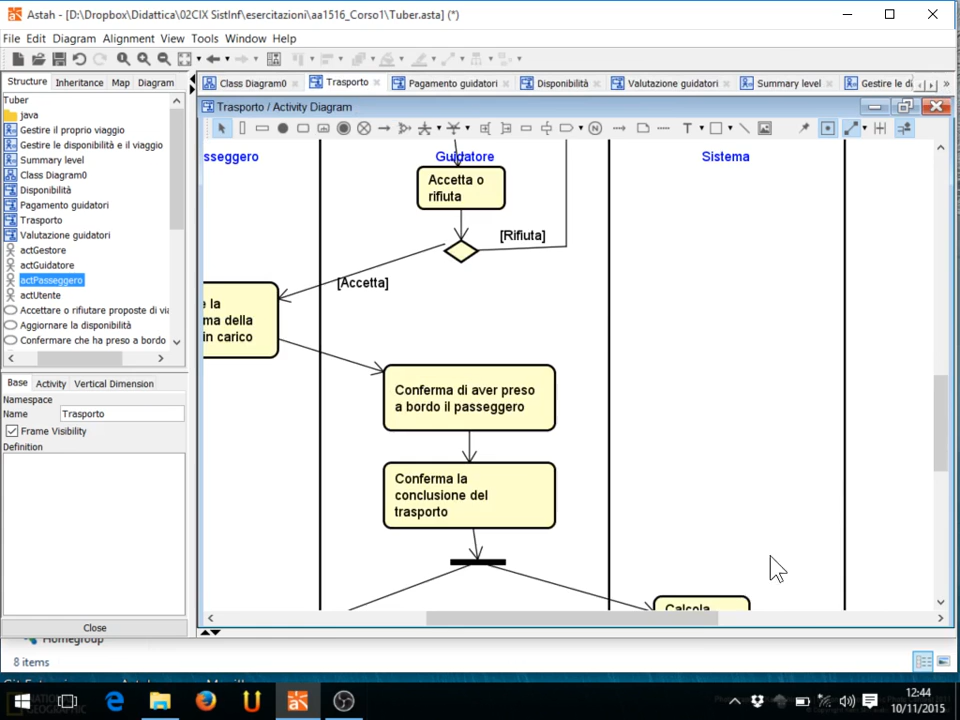 Astah - [D:\Dropbox\Didattica\02CIX SistInf\esercitazioni\aa1516_Corso1\Tuber.asta] (*)
File Edit Diagram Alignment View Tools Window Help
Structure Inheritance Map Diagram
Class Diagram0 Trasporto Pagamento guidatori Disponibilità Valutazione guidatori Summary level Gestire le di
Tuber
java
Gestire il proprio viaggio
Gestire le disponibilità e il viaggio
Summary level
Class Diagram0
Disponibilità
Pagamento guidatori
Trasporto
Valutazione guidatori
actGestore
actGuidatore
actPasseggero
actUtente
Accettare o rifiutare proposte di via
Aggiornare la disponibilità
Confermare che ha preso a bordo
Base Activity Vertical Dimension
Namespace
Name Trasporto
Frame Visibility
Definition
Close
Trasporto / Activity Diagram
sseggero Guidatore Sistema
Accetta o
rifiuta
[Rifiuta]
[Accetta]
e la
ma della
in carico
Conferma di aver preso
a bordo il passeggero
Conferma la
conclusione del
trasporto
Calcola
Homegroup
8 items
12:44
10/11/2015